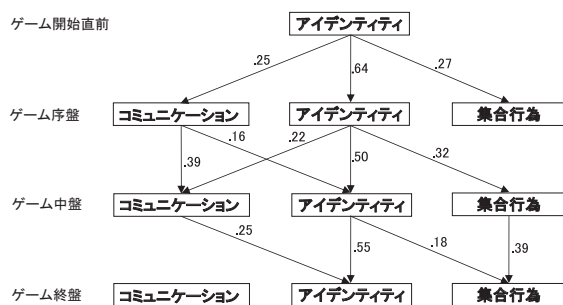 ゲーム開始直前 アイデンティティ
.25 .64 .27
ゲーム序盤 コミュニケーション アイデンティティ 集合行為
.39 .16 .22 .50 .32
ゲーム中盤 コミュニケーション アイデンティティ 集合行為
.25 .55 .18 .39
ゲーム終盤 コミュニケーション アイデンティティ 集合行為